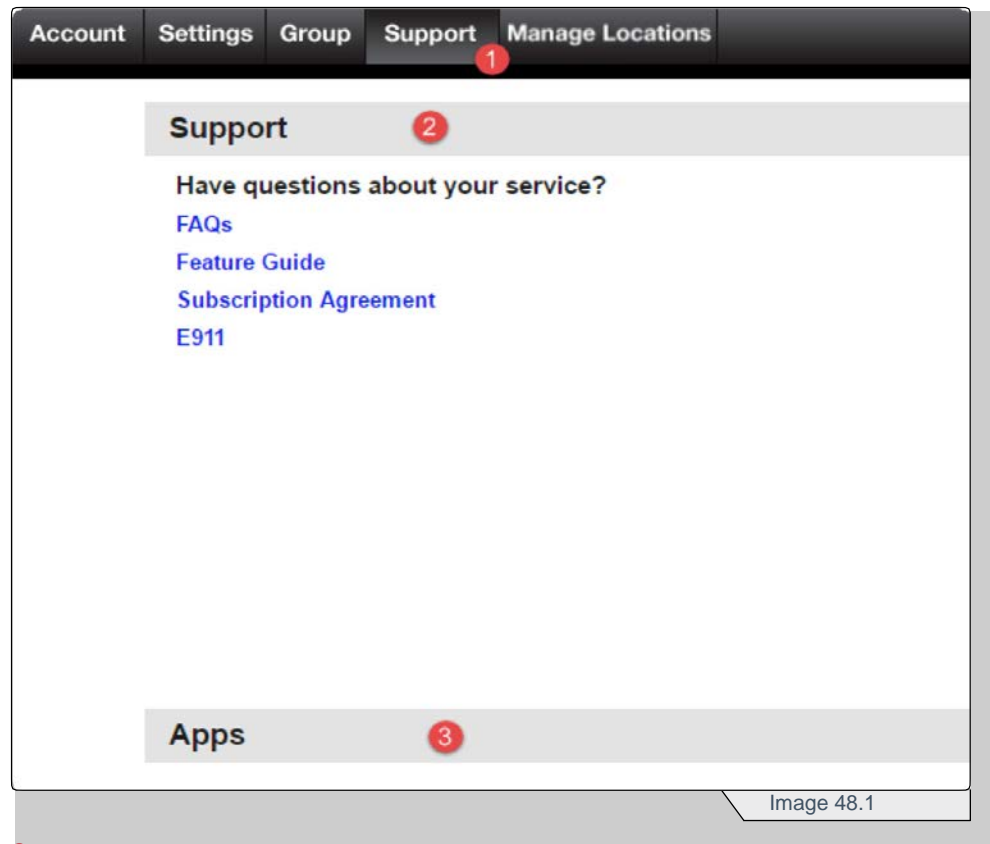 Account Settings Group Support Manage Locations
1
Support 2
Have questions about your service?
FAQs
Feature Guide
Subscription Agreement
E911
Apps 3
Image 48.1